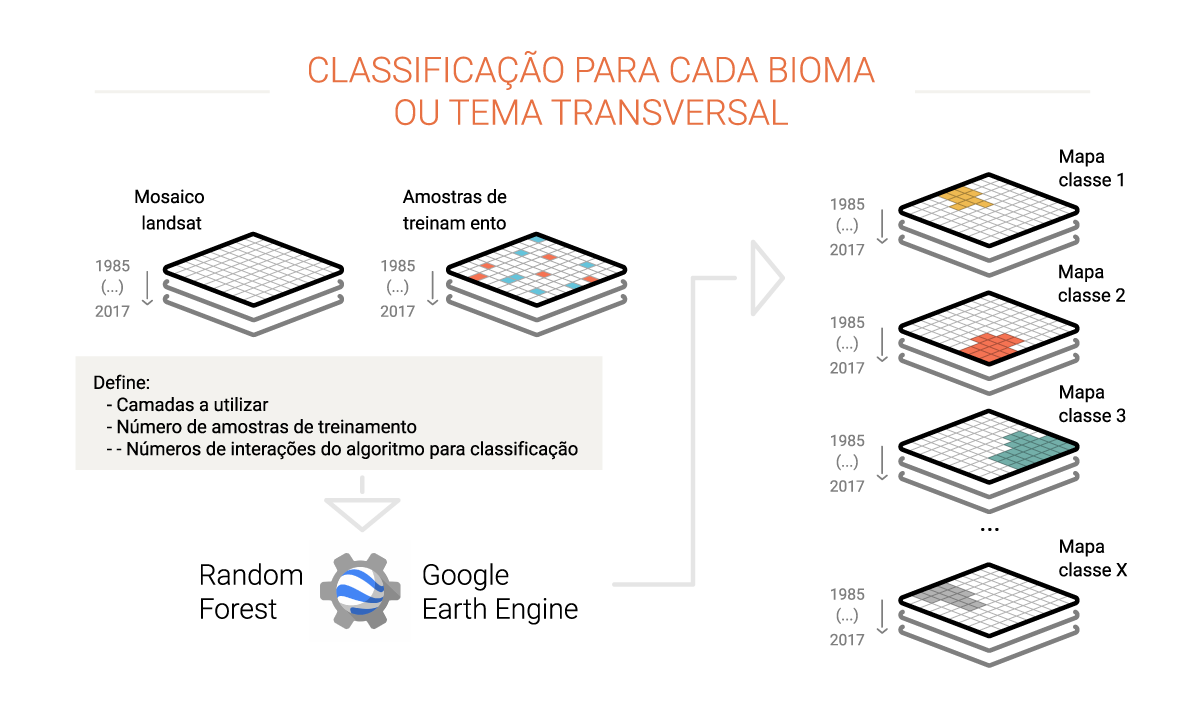 CLASSIFICAÇÃO PARA CADA BIOMA
OU TEMA TRANSVERSAL
Mosaico
landsat
1985
(...)
2017
Amostras de
treinam ento
1985
(...)
2017
Define:
- Camadas a utilizar
- Número de amostras de treinamento
- - Números de interações do algoritmo para classificação
Random
Forest
Google
Earth Engine
Mapa
classe 1
1985
(...)
2017
Mapa
classe 2
1985
(...)
2017
Mapa
classe 3
1985
(...)
2017
...
Mapa
classe X
1985
(...)
2017